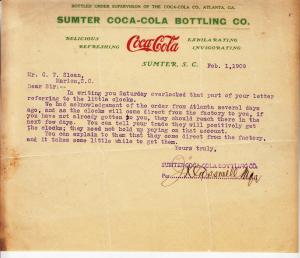 BOTTLED UNDER SUPERVISION OF THE COCA-COLA CO. ATLANTA, GA.
SUMTER COCA-COLA BOTTLING CO.
DELICIOUS REFRESHING
Coca-Cola
EXHILARATING INVIGORATING
SUMTER, S. C.
Feb. 1,1909
Mr. C. T. Sloan,
Marion, S.C.
Dear Sir:--
In writing you Saturday overlooked that part of your letter
referring to the little clocks.
We had acknowledgment of the order from Atlanta several days
ago, and as the clocks will come direct from the factory to you, if
you have not already gotten to you, they should reach there in the
next few days. You can tell your trade they will positively get
the clocks; they need not hold up paying on that account.
You can explain to them that they come direct from the factory,
and it takes some little while to get them.
Yours truly,
SUMTER COCA-COLA BOTTLING CO.
Per
Mgr